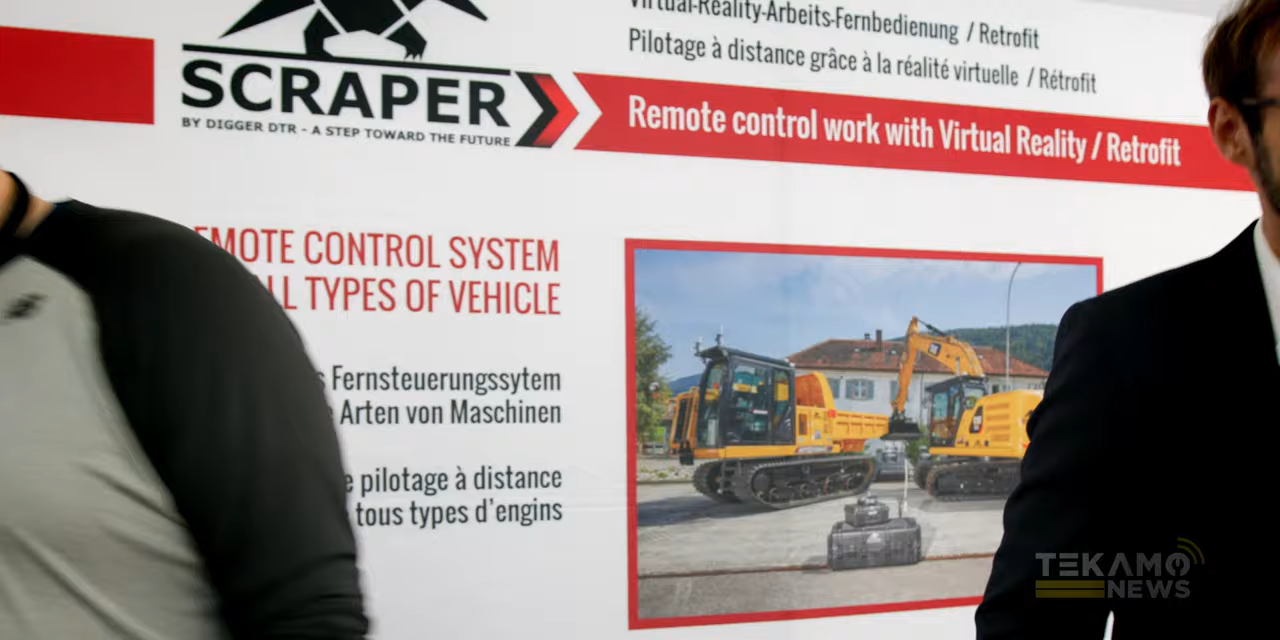 Virtual-Reality-Arbeits-Fernbedienung / Retrofit
Pilotage à distance grâce à la réalité virtuelle / Rétrofit
SCRAPER
BY DIGGER DTR - A STEP TOWARD THE FUTURE
Remote control work with Virtual Reality / Retrofit
EMOTE CONTROL SYSTEM
LL TYPES OF VEHICLE
s Fernsteuerungssytem
Arten von Maschinen
e pilotage à distance
tous types d'engins
TEKAMO
NEWS